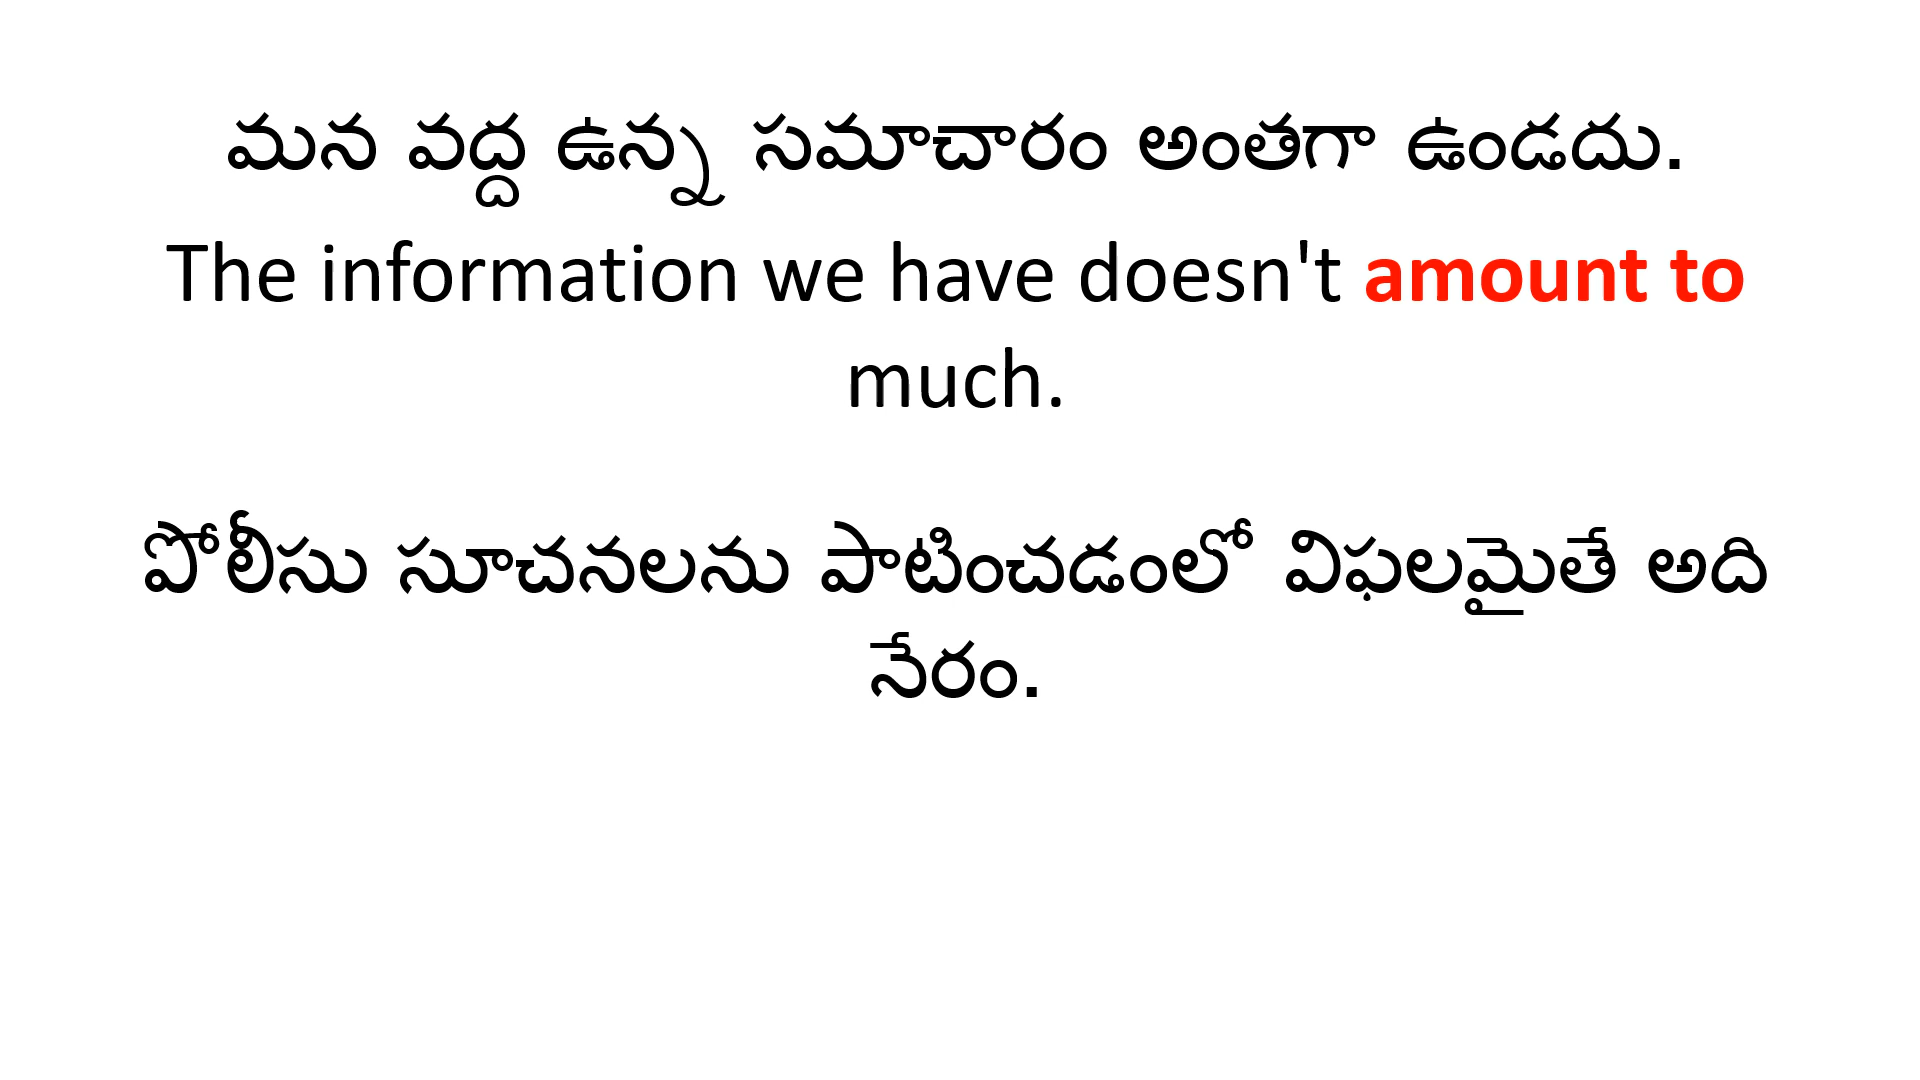 మన వద్ద ఉన్న సమాచారం అంతగా ఉండదు.
The information we have doesn't amount to
much.
పోలీసు సూచనలను పాటించడంలో విఫలమైతే అది
నేరం.